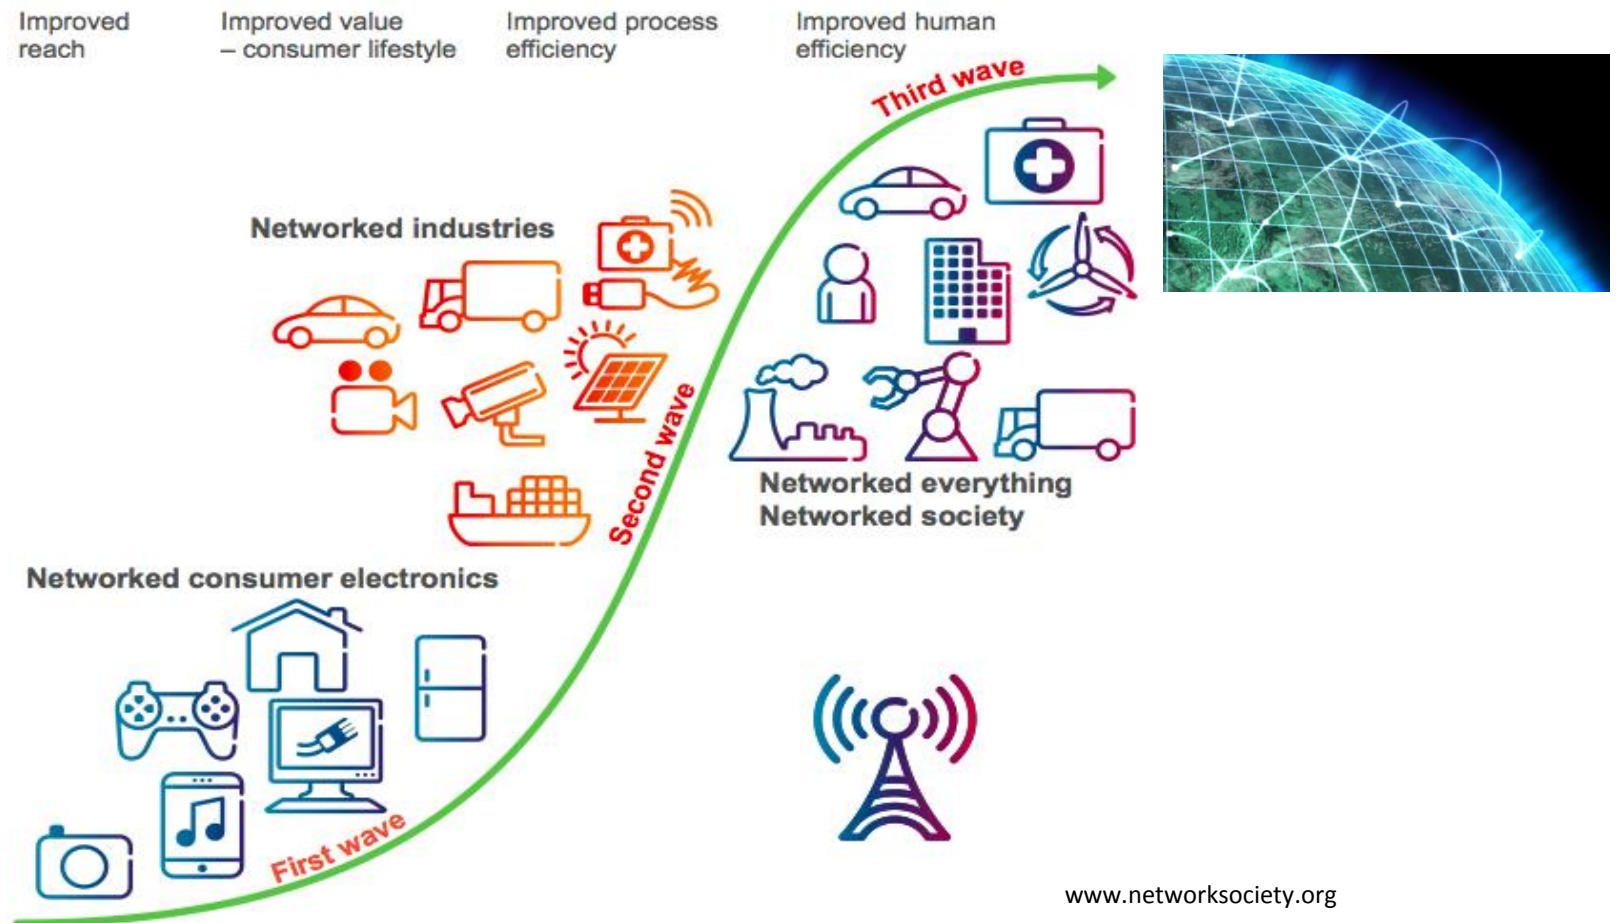 Improved
reach
Improved value
– consumer lifestyle
Improved process
efficiency
Improved human
efficiency
Third wave
Networked industries
Second wave
Networked everything
Networked society
Networked consumer electronics
First wave
www.networksociety.org